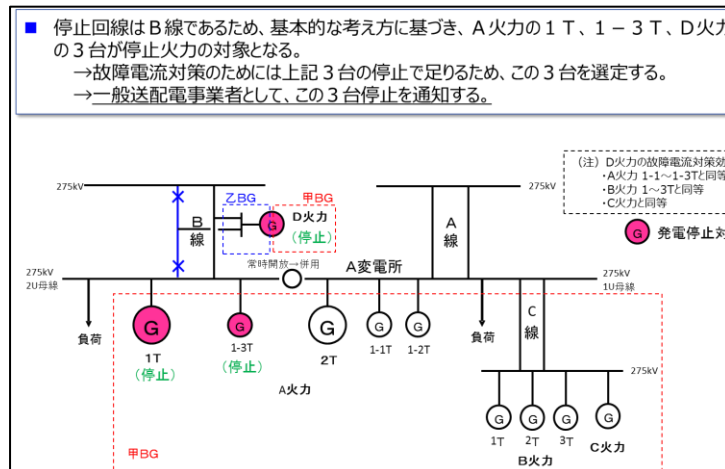 ■ 停止回線はB線であるため、基本的な考え方に基づき、A火力の1T、1－3T、D火力
の3台が停止火力の対象となる。
→故障電流対策のためには上記3台の停止で足りるため、この3台を選定する。
→一般送配電事業者として、この3台停止を通知する。
(注) D火力の故障電流対策効
・A火力 1-1～1-3Tと同等
・B火力 1～3Tと同等
・C火力と同等
G 発電停止対
275kV
乙BG
甲BG
D火力
(停止)
G
B線
275kV
A線
常時開放→併用
A変電所
275kV
2U母線
275kV
1U母線
負荷
G
1T
(停止)
G
1-3T
(停止)
G
2T
G
1-1T
G
1-2T
負荷
C線
A火力
275kV
G
1T
G
2T
G
3T
G
B火力
C火力
甲BG